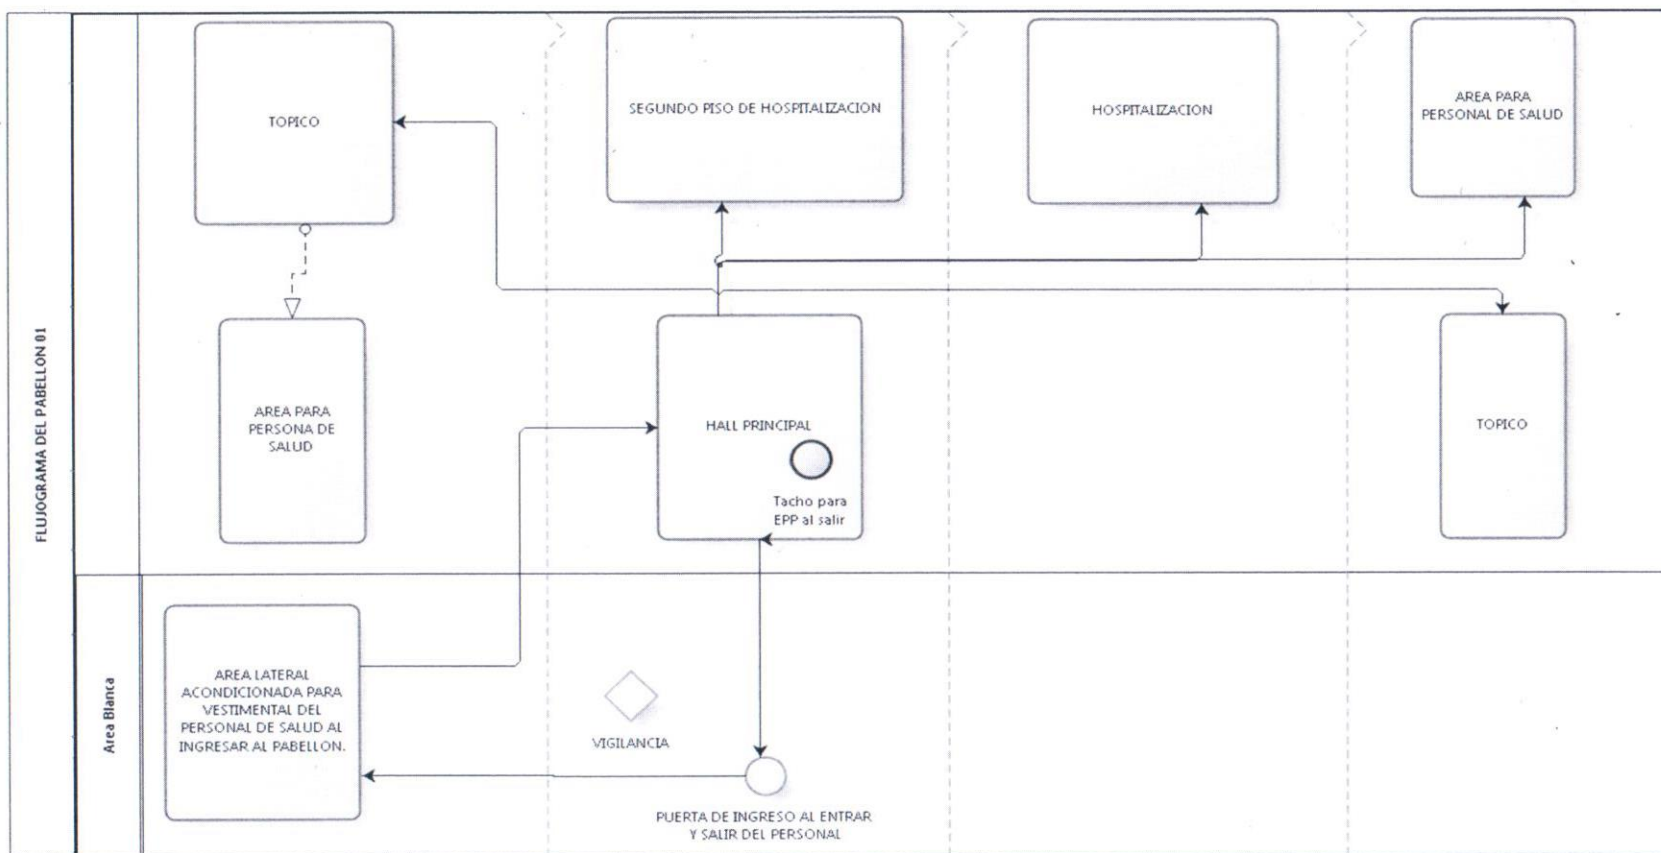 FLUJOGRAMA DEL PABELLON 01
TOPICO
SEGUNDO PISO DE HOSPITALIZACION
HOSPITALIZACION
AREA PARA
PERSONAL DE SALUD
AREA PARA
PERSONA DE
SALUD
HALL PRINCIPAL
Tacho para
EPP al salir
TOPICO
Area Blanca
AREA LATERAL
ACONDICIONADA PARA
VESTIMENTAL DEL
PERSONAL DE SALUD AL
INGRESAR AL PABELLON.
VIGILANCIA
PUERTA DE INGRESO AL ENTRAR
Y SALIR DEL PERSONAL